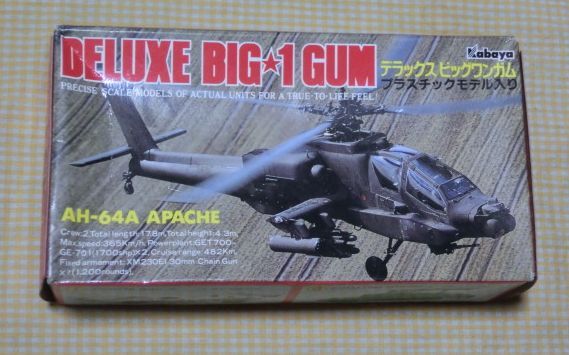 DELUXE BIG★1 GUM
Kabaya
デラックスビッグワンガム
PRECISE SCALE MODELS OF ACTUAL UNITS FOR A TRUE-TO-LIFE FEEL!
プラスチックモデル入り
AH-64A APACHE
Crew:2.Total length:17.8m.Total height:4.3m.
Max.speed:365Km/h.Powerplant:GET700-
GE-701(1700shp)X2.Cruise range:482Km.
Fixed armament:XM230EI 30mm Chain Gun
x1(1,200rounds).